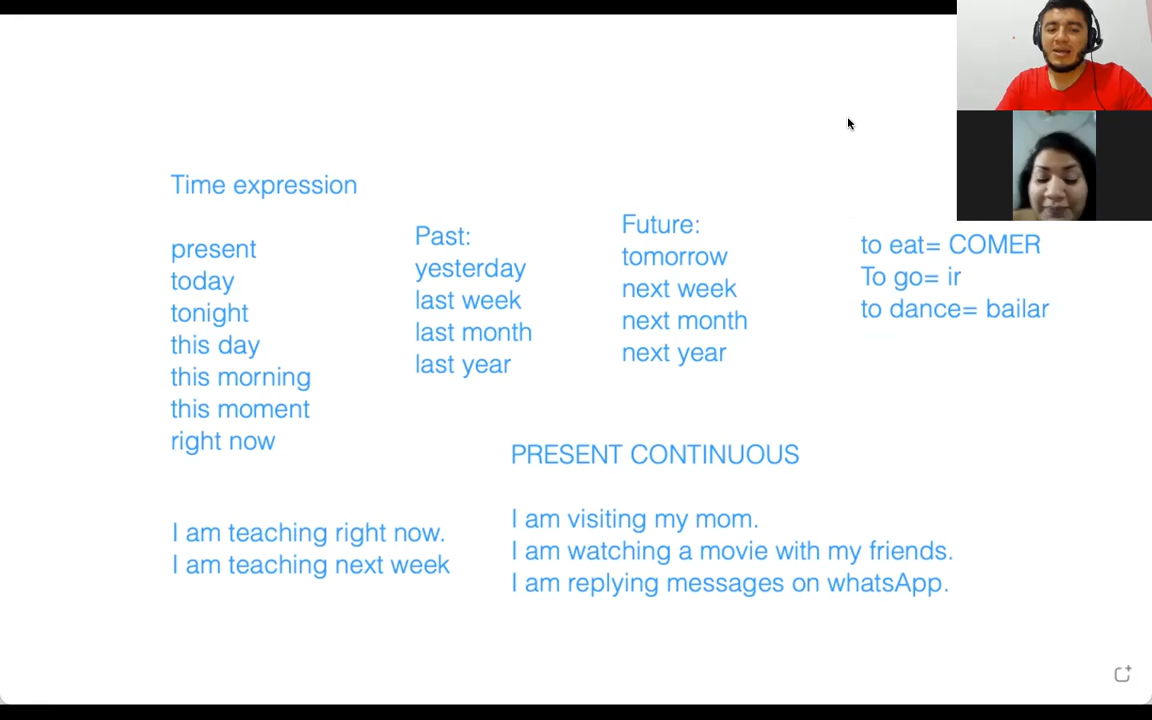 Time expression
present
today
tonight
this day
this morning
this moment
right now
Past:
yesterday
last week
last month
last year
Future:
tomorrow
next week
next month
next year
to eat= COMER
To go= ir
to dance= bailar
I am teaching right now.
I am teaching next week
PRESENT CONTINUOUS
I am visiting my mom.
I am watching a movie with my friends.
I am replying messages on whatsApp.